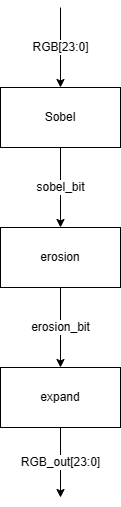 RGB[23:0]
Sobel
sobel_bit
erosion
erosion_bit
expand
RGB_out[23:0]